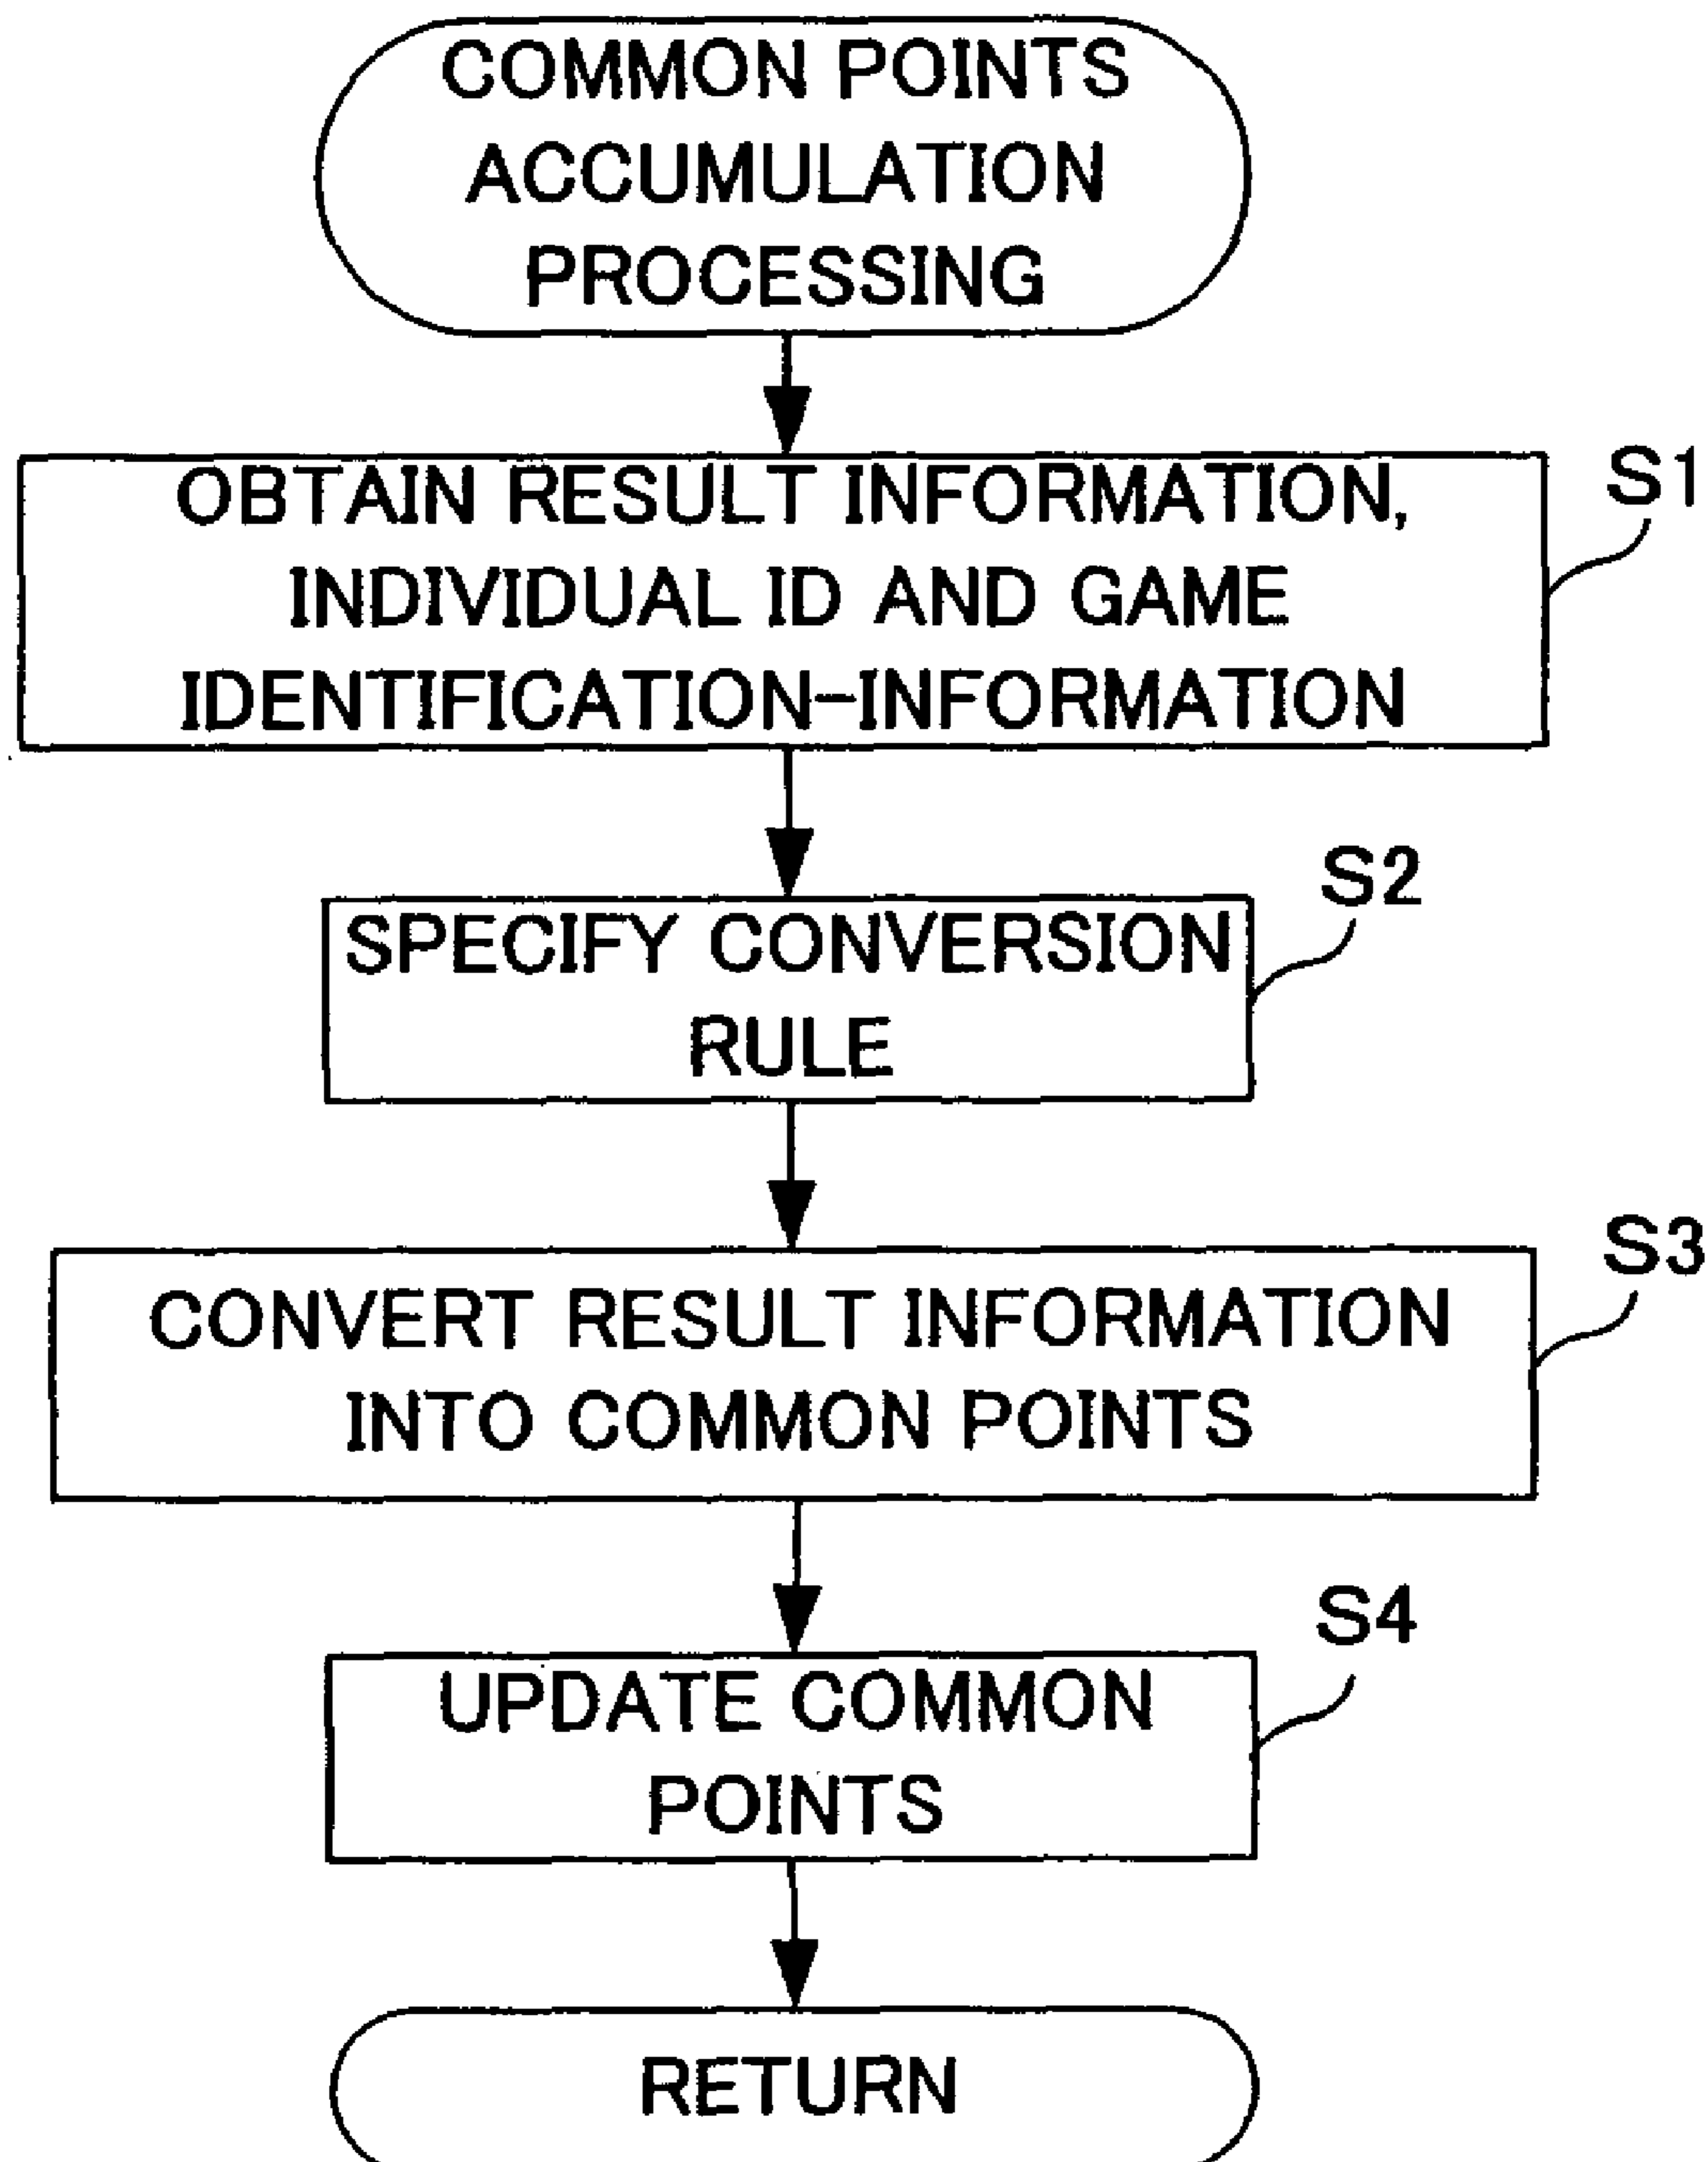 COMMON POINTS
ACCUMULATION
PROCESSING
OBTAIN RESULT INFORMATION,
INDIVIDUAL ID AND GAME
IDENTIFICATION-INFORMATION
S1
SPECIFY CONVERSION
RULE
S2
CONVERT RESULT INFORMATION
INTO COMMON POINTS
S3
UPDATE COMMON
POINTS
S4
RETURN